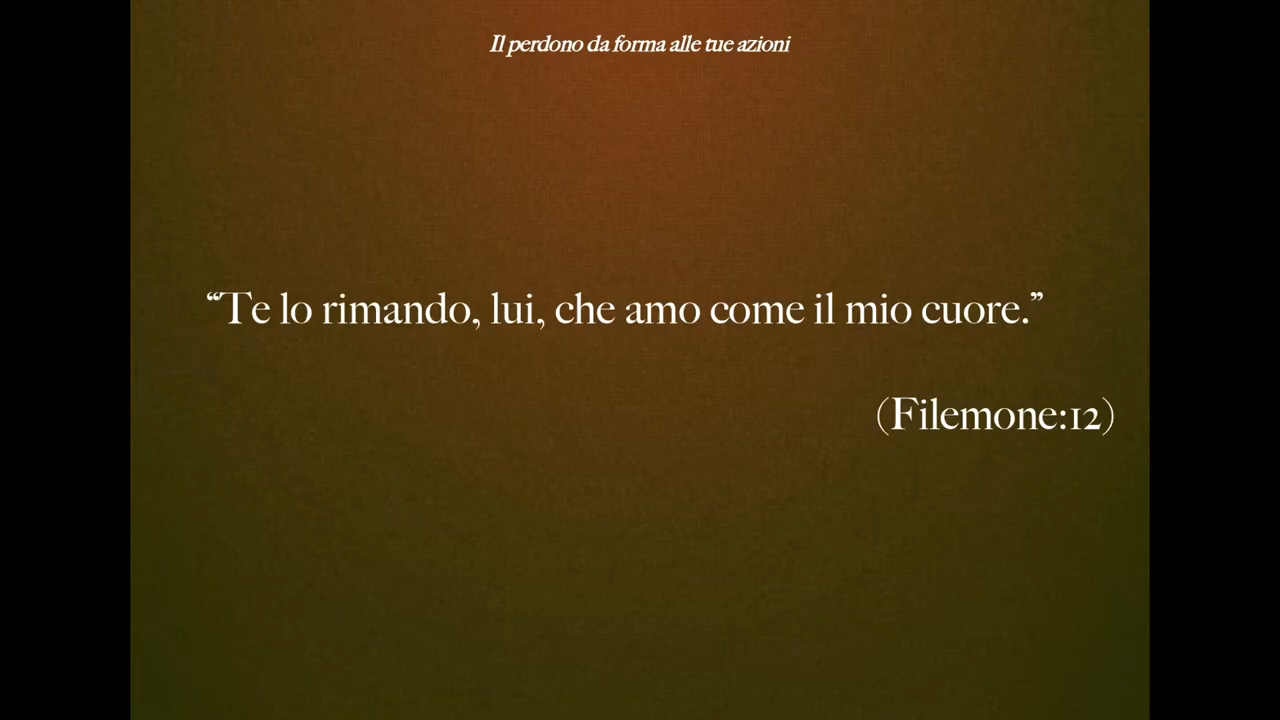 Il perdono da forma alle tue azioni
“Te lo rimando, lui, che amo come il mio cuore.”
(Filemone:12)